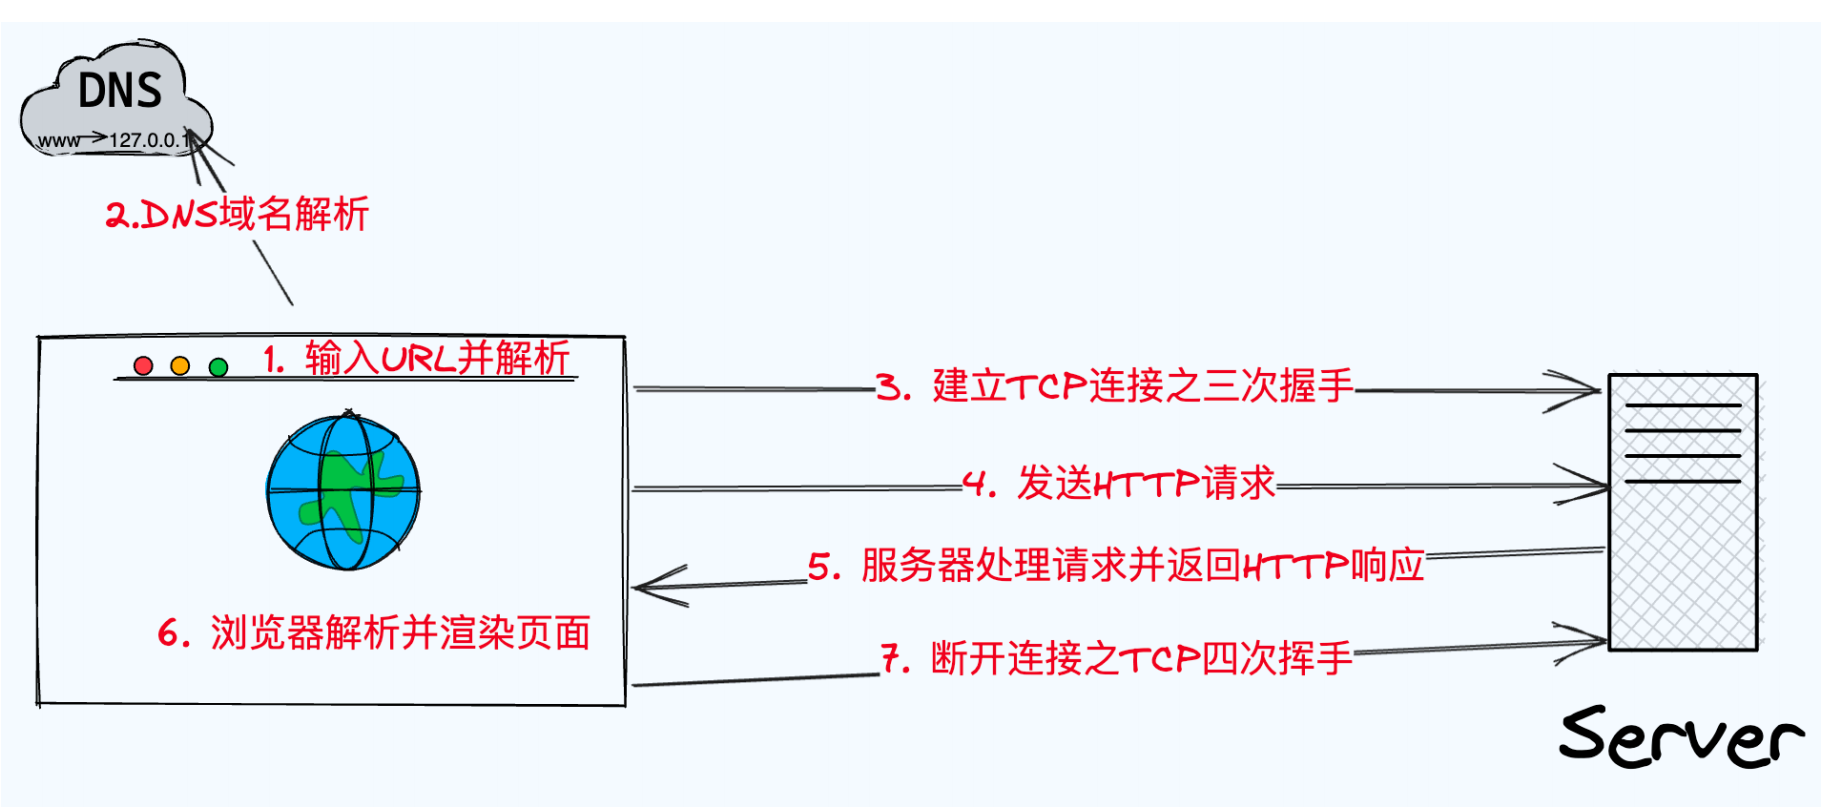 DNS
www→127.0.0.1
2.DNS域名解析
1. 输入URL并解析
3. 建立TCP连接之三次握手
4. 发送HTTP请求
5. 服务器处理请求并返回HTTP响应
6. 浏览器解析并渲染页面
7. 断开连接之TCP四次挥手
Server